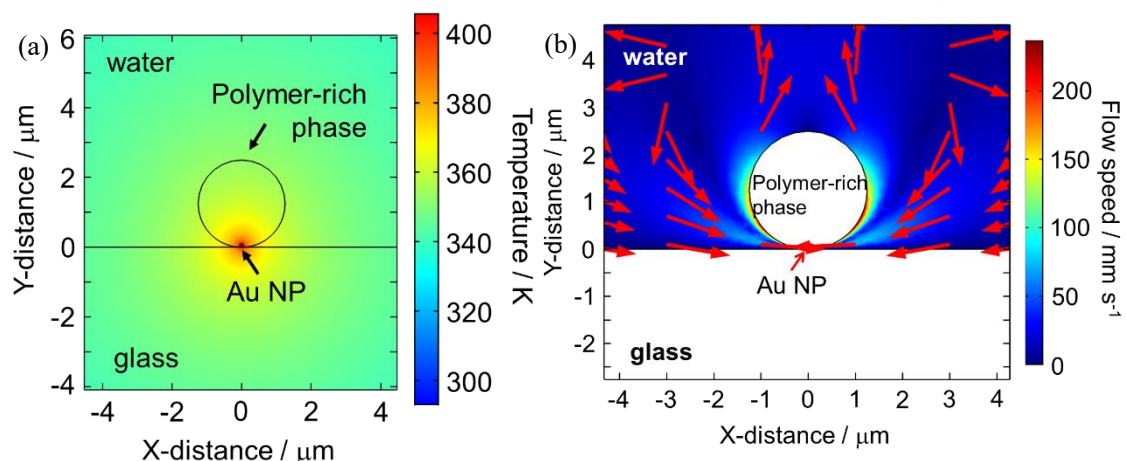 (a)
6
4
2
0
-2
-4
Y-distance / μm
water
Polymer-rich
phase
Au NP
glass
-4 -2 0 2 4
X-distance / μm
400
380
360
340
320
300
Temperature / K
(b)
4
3
2
1
0
-1
-2
Y-distance / μm
water
Polymer-rich
phase
Au NP
glass
-4 -3 -2 -1 0 1 2 3 4
X-distance / μm
200
150
100
50
0
Flow speed / mm s⁻¹